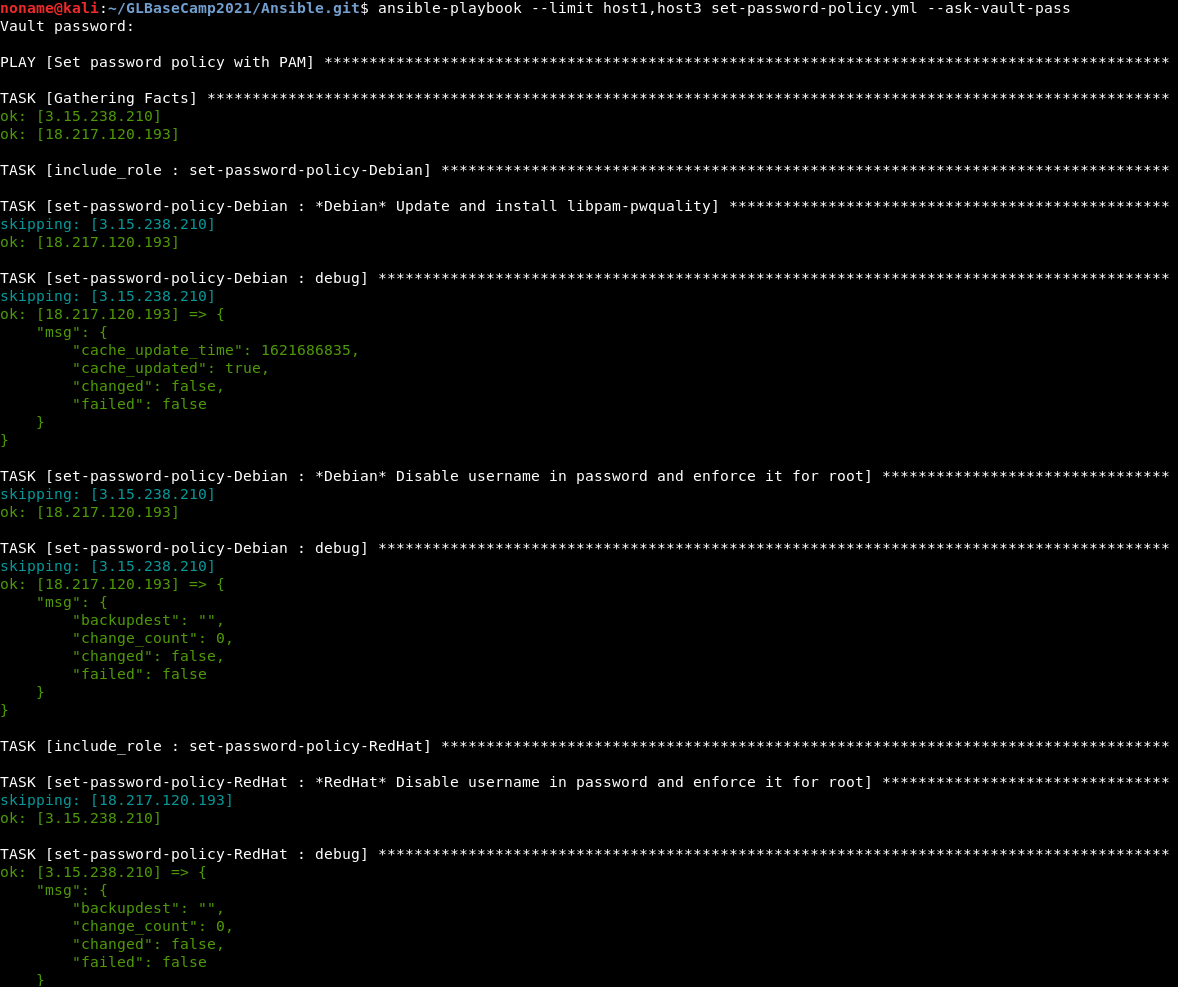 noname@kali:~/GLBaseCamp2021/Ansible.git$ ansible-playbook --limit host1,host3 set-password-policy.yml --ask-vault-pass
Vault password:

PLAY [Set password policy with PAM] **********************************************************************************************

TASK [Gathering Facts] ***********************************************************************************************************
ok: [3.15.238.210]
ok: [18.217.120.193]

TASK [include_role : set-password-policy-Debian] *********************************************************************************

TASK [set-password-policy-Debian : *Debian* Update and install libpam-pwquality] *************************************************
skipping: [3.15.238.210]
ok: [18.217.120.193]

TASK [set-password-policy-Debian : debug] ****************************************************************************************
skipping: [3.15.238.210]
ok: [18.217.120.193] => {
    "msg": {
        "cache_update_time": 1621686835,
        "cache_updated": true,
        "changed": false,
        "failed": false
    }
}

TASK [set-password-policy-Debian : *Debian* Disable username in password and enforce it for root] ********************************
skipping: [3.15.238.210]
ok: [18.217.120.193]

TASK [set-password-policy-Debian : debug] ****************************************************************************************
skipping: [3.15.238.210]
ok: [18.217.120.193] => {
    "msg": {
        "backupdest": "",
        "change_count": 0,
        "changed": false,
        "failed": false
    }
}

TASK [include_role : set-password-policy-RedHat] *********************************************************************************

TASK [set-password-policy-RedHat : *RedHat* Disable username in password and enforce it for root] ********************************
skipping: [18.217.120.193]
ok: [3.15.238.210]

TASK [set-password-policy-RedHat : debug] ****************************************************************************************
ok: [3.15.238.210] => {
    "msg": {
        "backupdest": "",
        "change_count": 0,
        "changed": false,
        "failed": false
    }